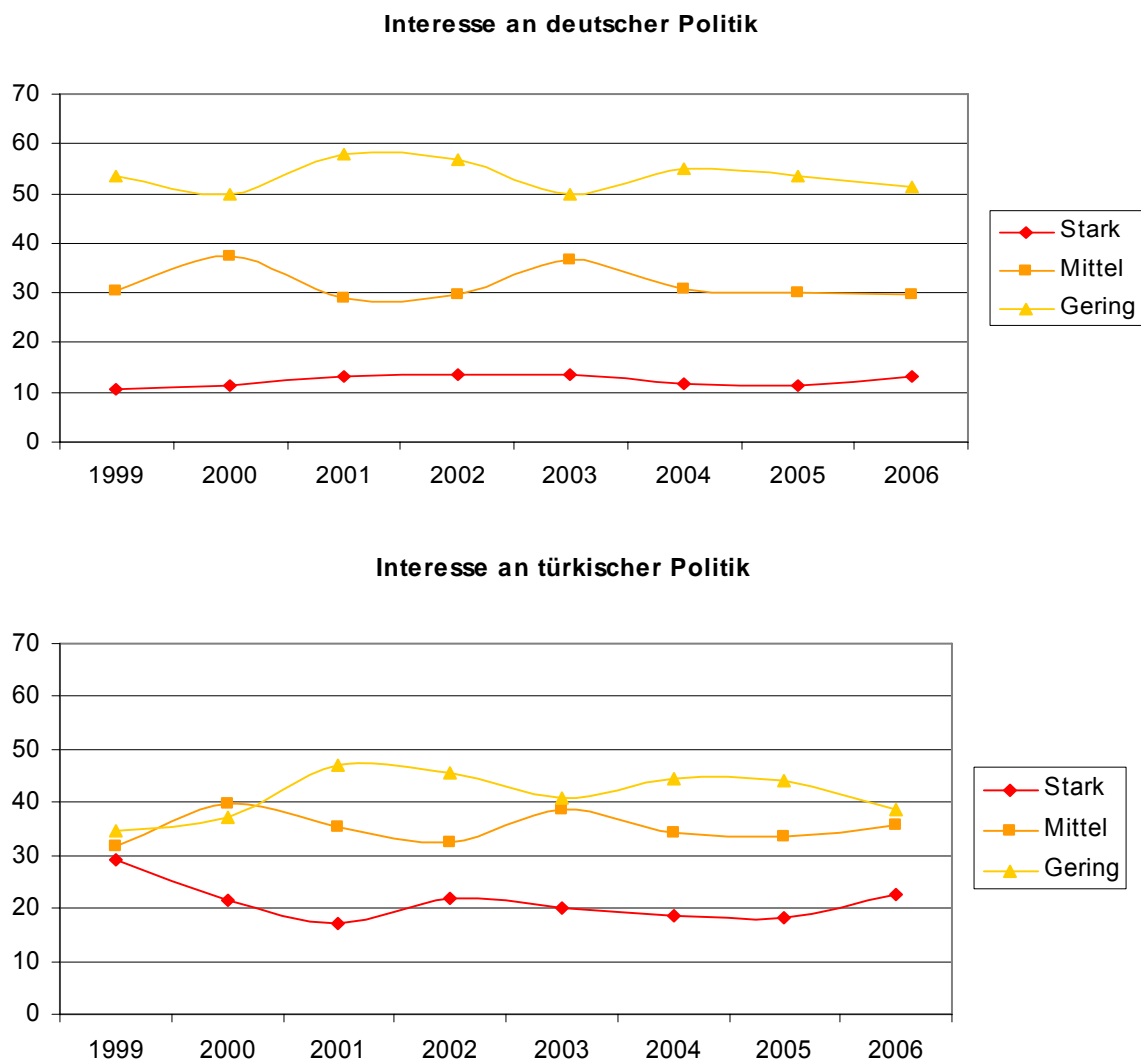 Interesse an deutscher Politik
70
60
50
40
30
20
10
0
1999 2000 2001 2002 2003 2004 2005 2006
Stark
Mittel
Gering
Interesse an türkischer Politik
70
60
50
40
30
20
10
0
1999 2000 2001 2002 2003 2004 2005 2006
Stark
Mittel
Gering